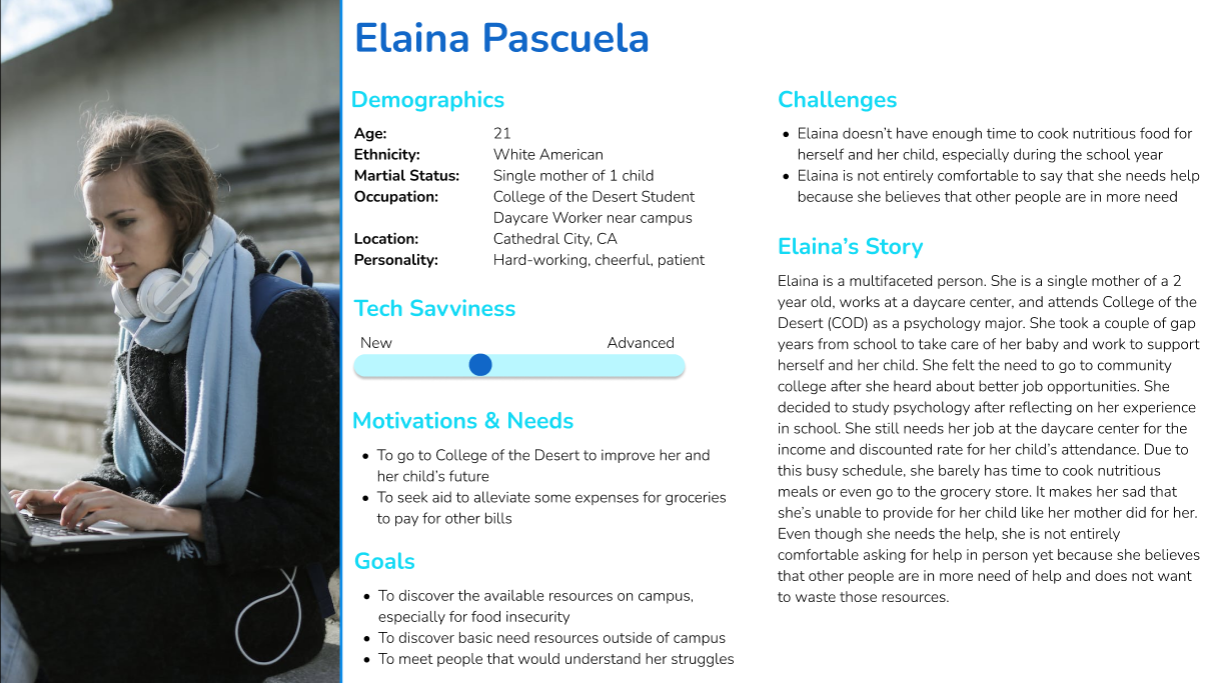 Elaina Pascuela
Demographics
Age: 21
Ethnicity: White American
Martial Status: Single mother of 1 child
Occupation: College of the Desert Student
Daycare Worker near campus
Location: Cathedral City, CA
Personality: Hard-working, cheerful, patient
Tech Savviness
New Advanced
Motivations & Needs
• To go to College of the Desert to improve her and
her child's future
• To seek aid to alleviate some expenses for groceries
to pay for other bills
Goals
• To discover the available resources on campus,
especially for food insecurity
• To discover basic need resources outside of campus
• To meet people that would understand her struggles
Challenges
• Elaina doesn't have enough time to cook nutritious food for
herself and her child, especially during the school year
• Elaina is not entirely comfortable to say that she needs help
because she believes that other people are in more need
Elaina's Story
Elaina is a multifaceted person. She is a single mother of a 2
year old, works at a daycare center, and attends College of the
Desert (COD) as a psychology major. She took a couple of gap
years from school to take care of her baby and work to support
herself and her child. She felt the need to go to community
college after she heard about better job opportunities. She
decided to study psychology after reflecting on her experience
in school. She still needs her job at the daycare center for the
income and discounted rate for her child's attendance. Due to
this busy schedule, she barely has time to cook nutritious
meals or even go to the grocery store. It makes her sad that
she's unable to provide for her child like her mother did for her.
Even though she needs the help, she is not entirely
comfortable asking for help in person yet because she believes
that other people are in more need of help and does not want
to waste those resources.